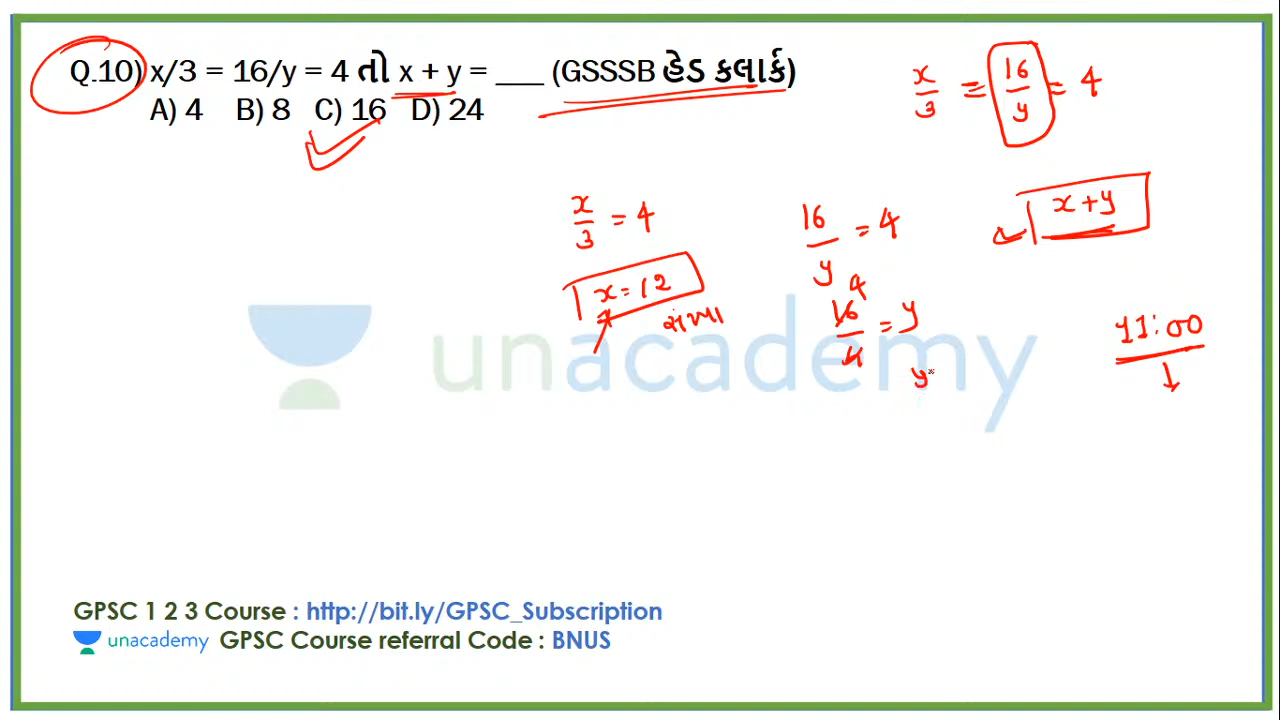 Q.10) x/3 = 16/y = 4 તો x + y = ___ (GSSSB હેડ કલાર્ક)
A) 4 B) 8 C) 16 D) 24
x/3 = 16/y = 4
x + y
x/3 = 4
16/y = 4
x = 12
સંખ્યા
4
16/4 = y
y
11:00
unacademy
GPSC 1 2 3 Course : http://bit.ly/GPSC_Subscription
unacademy GPSC Course referral Code : BNUS